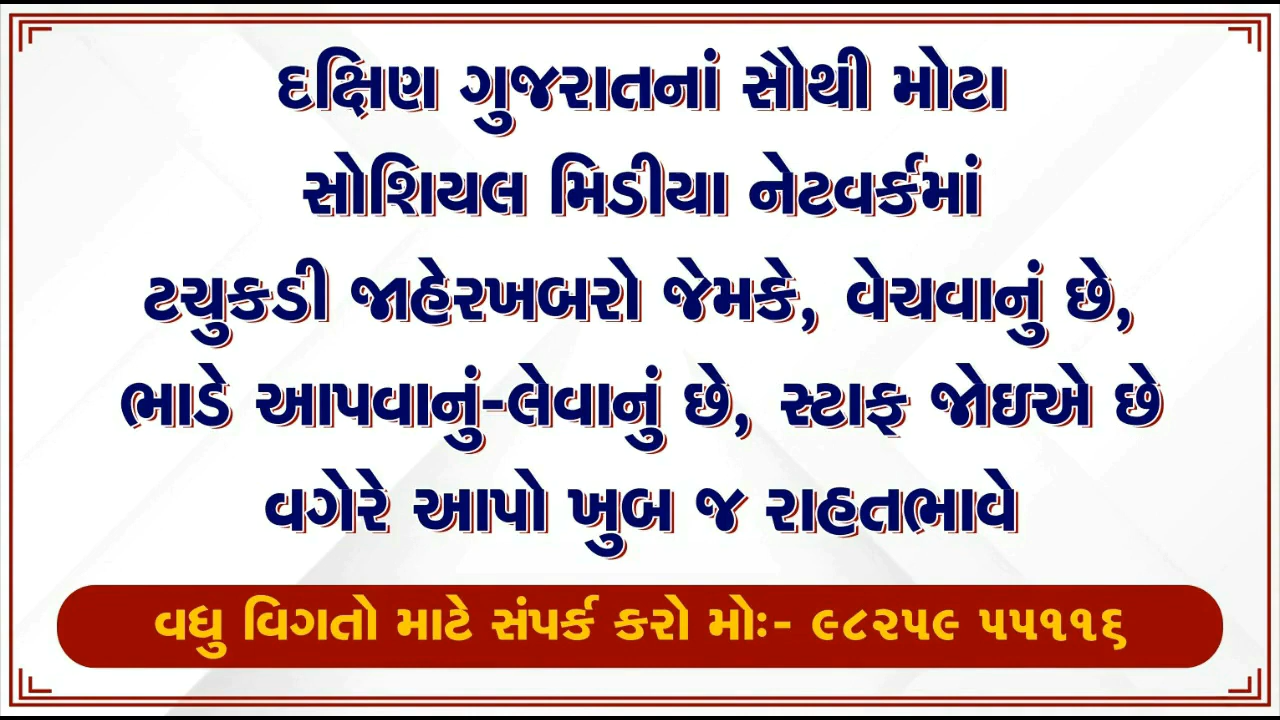 દક્ષિણ ગુજરાતનાં સૌથી મોટા
સોશિયલ મિડીયા નેટવર્કમાં
ટચુકડી જાહેરખબરો જેમકે, વેચવાનું છે,
ભાડે આપવાનું-લેવાનું છે, સ્ટાફ જોઇએ છે
વગેરે આપો ખુબ જ રાહતભાવે
વધુ વિગતો માટે સંપર્ક કરો મોઃ- ૯૮૨૫૯ ૫૫૧૧૬